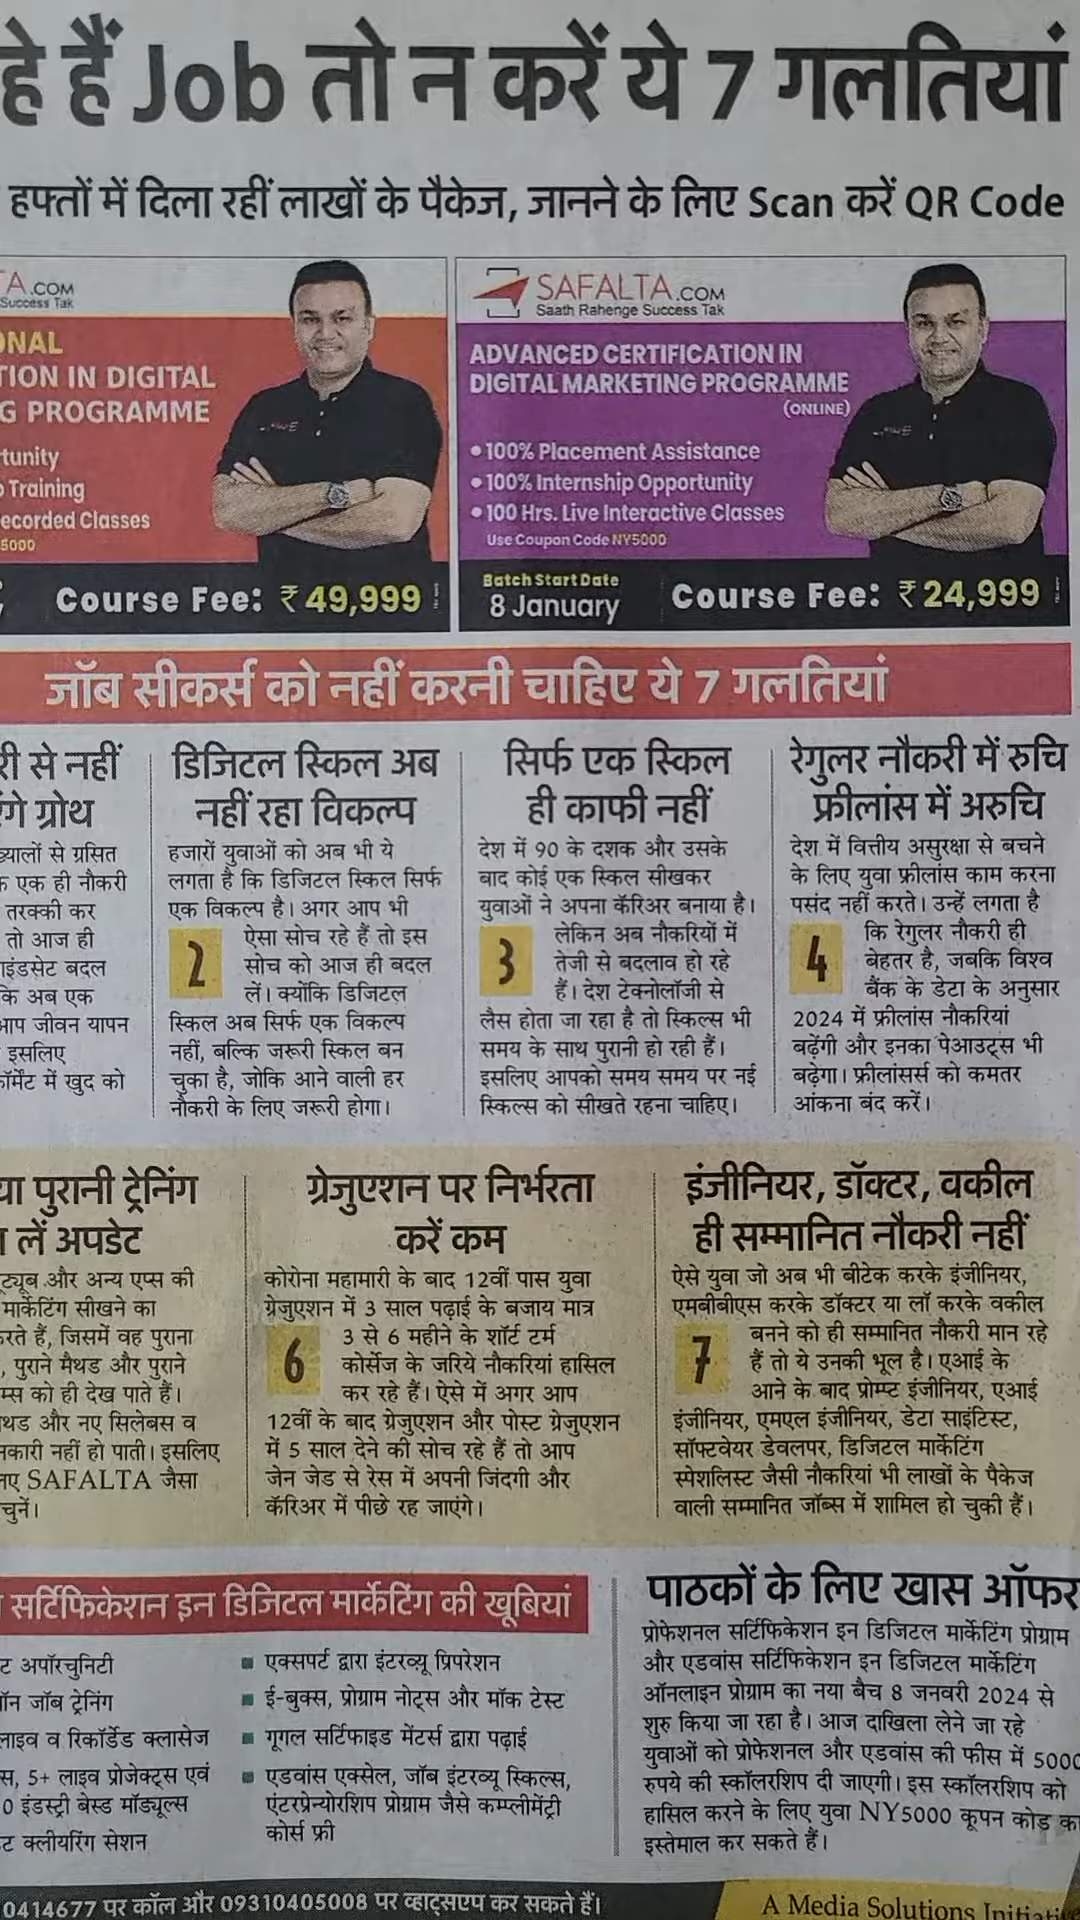 हे हैं Job तो न करें ये 7 गलतियां
हफ्तों में दिला रहीं लाखों के पैकेज, जानने के लिए Scan करें QR Code
TA.COM
Success Tak
ONAL
TION IN DIGITAL
G PROGRAMME
rtunity
Training
ecorded Classes
5000
Course Fee: ₹ 49,999
SAFALTA.COM
Saath Rahenge Success Tak
ADVANCED CERTIFICATION IN
DIGITAL MARKETING PROGRAMME
(ONLINE)
• 100% Placement Assistance
• 100% Internship Opportunity
• 100 Hrs. Live Interactive Classes
Use Coupon Code NY5000
Batch Start Date
8 January
Course Fee: ₹ 24,999
जॉब सीकर्स को नहीं करनी चाहिए ये 7 गलतियां
री से नहीं
गे ग्रोथ
ख्यालों से ग्रसित
क एक ही नौकरी
तरक्की कर
तो आज ही
माइंडसेट बदल
कि अब एक
आप जीवन यापन
इसलिए
फॉर्मेंट में खुद को
डिजिटल स्किल अब
नहीं रहा विकल्प
हजारों युवाओं को अब भी ये
लगता है कि डिजिटल स्किल सिर्फ
एक विकल्प है। अगर आप भी
2
ऐसा सोच रहे हैं तो इस
सोच को आज ही बदल
लें। क्योंकि डिजिटल
स्किल अब सिर्फ एक विकल्प
नहीं, बल्कि जरूरी स्किल बन
चुका है, जोकि आने वाली हर
नौकरी के लिए जरूरी होगा।
सिर्फ एक स्किल
ही काफी नहीं
देश में 90 के दशक और उसके
बाद कोई एक स्किल सीखकर
युवाओं ने अपना कॅरिअर बनाया है।
3
लेकिन अब नौकरियों में
तेजी से बदलाव हो रहे
हैं। देश टेक्नोलॉजी से
लैस होता जा रहा है तो स्किल्स भी
समय के साथ पुरानी हो रही हैं।
इसलिए आपको समय समय पर नई
स्किल्स को सीखते रहना चाहिए।
रेगुलर नौकरी में रुचि
फ्रीलांस में अरुचि
देश में वित्तीय असुरक्षा से बचने
के लिए युवा फ्रीलांस काम करना
पसंद नहीं करते। उन्हें लगता है
4
कि रेगुलर नौकरी ही
बेहतर है, जबकि विश्व
बैंक के डेटा के अनुसार
2024 में फ्रीलांस नौकरियां
बढ़ेंगी और इनका पेआउट्स भी
बढ़ेगा। फ्रीलांसर्स को कमतर
आंकना बंद करें।
या पुरानी ट्रेनिंग
लें अपडेट
ट्यूब और अन्य एप्स की
मार्केटिंग सीखने का
रते हैं, जिसमें वह पुराना
, पुराने मैथड और पुराने
म्स को ही देख पाते हैं।
थड और नए सिलेबस व
नकारी नहीं हो पाती। इसलिए
लिए SAFALTA जैसा
चुनें।
ग्रेजुएशन पर निर्भरता
करें कम
कोरोना महामारी के बाद 12वीं पास युवा
ग्रेजुएशन में 3 साल पढ़ाई के बजाय मात्र
6
3 से 6 महीने के शॉर्ट टर्म
कोर्सेज के जरिये नौकरियां हासिल
कर रहे हैं। ऐसे में अगर आप
12वीं के बाद ग्रेजुएशन और पोस्ट ग्रेजुएशन
में 5 साल देने की सोच रहे हैं तो आप
जेन जेड से रेस में अपनी जिंदगी और
कॅरिअर में पीछे रह जाएंगे।
इंजीनियर, डॉक्टर, वकील
ही सम्मानित नौकरी नहीं
ऐसे युवा जो अब भी बीटेक करके इंजीनियर,
एमबीबीएस करके डॉक्टर या लॉ करके वकील
7
बनने को ही सम्मानित नौकरी मान रहे
हैं तो ये उनकी भूल है। एआई के
आने के बाद प्रोम्प्ट इंजीनियर, एआई
इंजीनियर, एमएल इंजीनियर, डेटा साइंटिस्ट,
सॉफ्टवेयर डेवलपर, डिजिटल मार्केटिंग
स्पेशलिस्ट जैसी नौकरियां भी लाखों के पैकेज
वाली सम्मानित जॉब्स में शामिल हो चुकी हैं।
सर्टिफिकेशन इन डिजिटल मार्केटिंग की खूबियां
ट अपॉरचुनिटी
ऑन जॉब ट्रेनिंग
लाइव व रिकॉर्डेड क्लासेज
स, 5+ लाइव प्रोजेक्ट्स एवं
0 इंडस्ट्री बेस्ड मॉड्यूल्स
ट क्लीयरिंग सेशन
■ एक्सपर्ट द्वारा इंटरव्यू प्रिपरेशन
■ ई-बुक्स, प्रोग्राम नोट्स और मॉक टेस्ट
■ गूगल सर्टिफाइड मेंटर्स द्वारा पढ़ाई
■ एडवांस एक्सेल, जॉब इंटरव्यू स्किल्स,
एंटरप्रेन्योरशिप प्रोग्राम जैसे कम्प्लीमेंट्री
कोर्स फ्री
पाठकों के लिए खास ऑफर
प्रोफेशनल सर्टिफिकेशन इन डिजिटल मार्केटिंग प्रोग्राम
और एडवांस सर्टिफिकेशन इन डिजिटल मार्केटिंग
ऑनलाइन प्रोग्राम का नया बैच 8 जनवरी 2024 से
शुरु किया जा रहा है। आज दाखिला लेने जा रहे
युवाओं को प्रोफेशनल और एडवांस की फीस में 5000
रुपये की स्कॉलरशिप दी जाएगी। इस स्कॉलरशिप को
हासिल करने के लिए युवा NY5000 कूपन कोड का
इस्तेमाल कर सकते हैं।
0414677 पर कॉल और 09310405008 पर व्हाट्सएप कर सकते हैं।
A Media Solutions Initiative